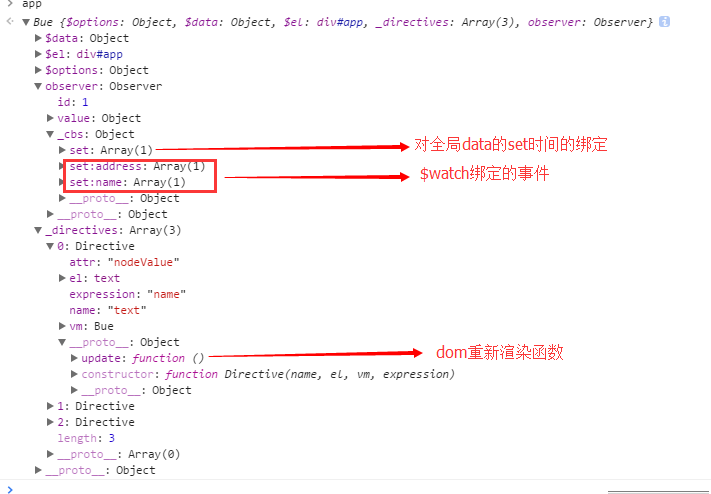 app
Bue {$options: Object, $data: Object, $el: div#app, _directives: Array(3), observer: Observer}
$data: Object
$el: div#app
$options: Object
observer: Observer
id: 1
value: Object
_cbs: Object
set: Array(1) 对全局data的set时间的绑定
set:address: Array(1)
set:name: Array(1) $watch绑定的事件
__proto__: Object
__proto__: Object
_directives: Array(3)
0: Directive
attr: "nodeValue"
el: text
expression: "name"
name: "text"
vm: Bue
__proto__: Object
update: function () dom重新渲染函数
constructor: function Directive(name, el, vm, expression)
__proto__: Object
1: Directive
2: Directive
length: 3
__proto__: Array(0)
__proto__: Object